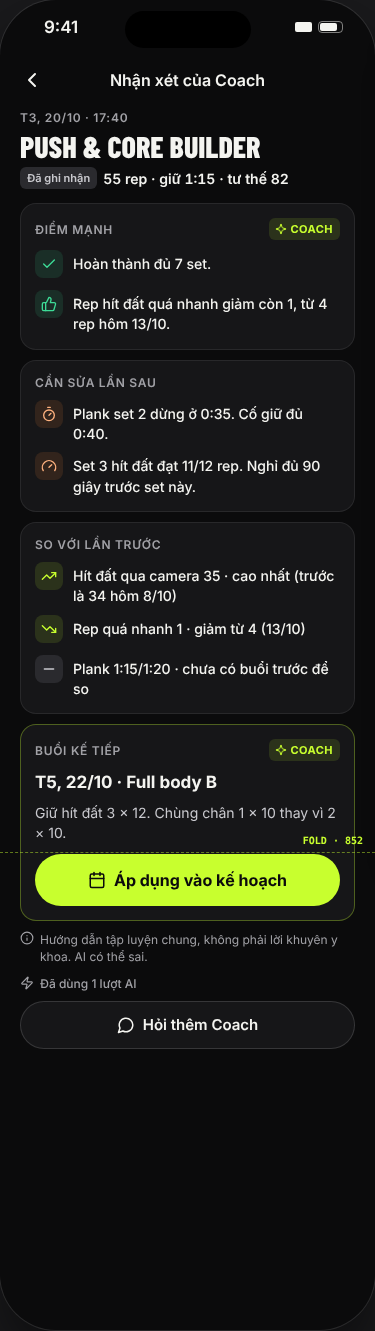 9:41
Nhận xét của Coach
T3, 20/10 · 17:40
PUSH & CORE BUILDER
Đã ghi nhận 55 rep · giữ 1:15 · tư thế 82
ĐIỂM MẠNH COACH
Hoàn thành đủ 7 set.
Rep hít đất quá nhanh giảm còn 1, từ 4
rep hôm 13/10.
CẦN SỬA LẦN SAU
Plank set 2 dừng ở 0:35. Cố giữ đủ
0:40.
Set 3 hít đất đạt 11/12 rep. Nghỉ đủ 90
giây trước set này.
SO VỚI LẦN TRƯỚC
Hít đất qua camera 35 · cao nhất (trước
là 34 hôm 8/10)
Rep quá nhanh 1 · giảm từ 4 (13/10)
Plank 1:15/1:20 · chưa có buổi trước để
so
BUỔI KẾ TIẾP COACH
T5, 22/10 · Full body B
Giữ hít đất 3 × 12. Chùng chân 1 × 10 thay vì 2
× 10.
FOLD · 852
Áp dụng vào kế hoạch
Hướng dẫn tập luyện chung, không phải lời khuyên y
khoa. AI có thể sai.
Đã dùng 1 lượt AI
Hỏi thêm Coach